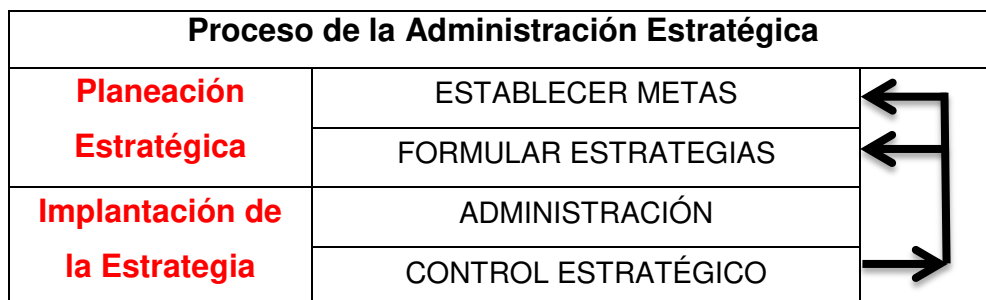 Proceso de la Administración Estratégica
Planeación
Estratégica
ESTABLECER METAS
FORMULAR ESTRATEGIAS
Implantación de
la Estrategia
ADMINISTRACIÓN
CONTROL ESTRATÉGICO